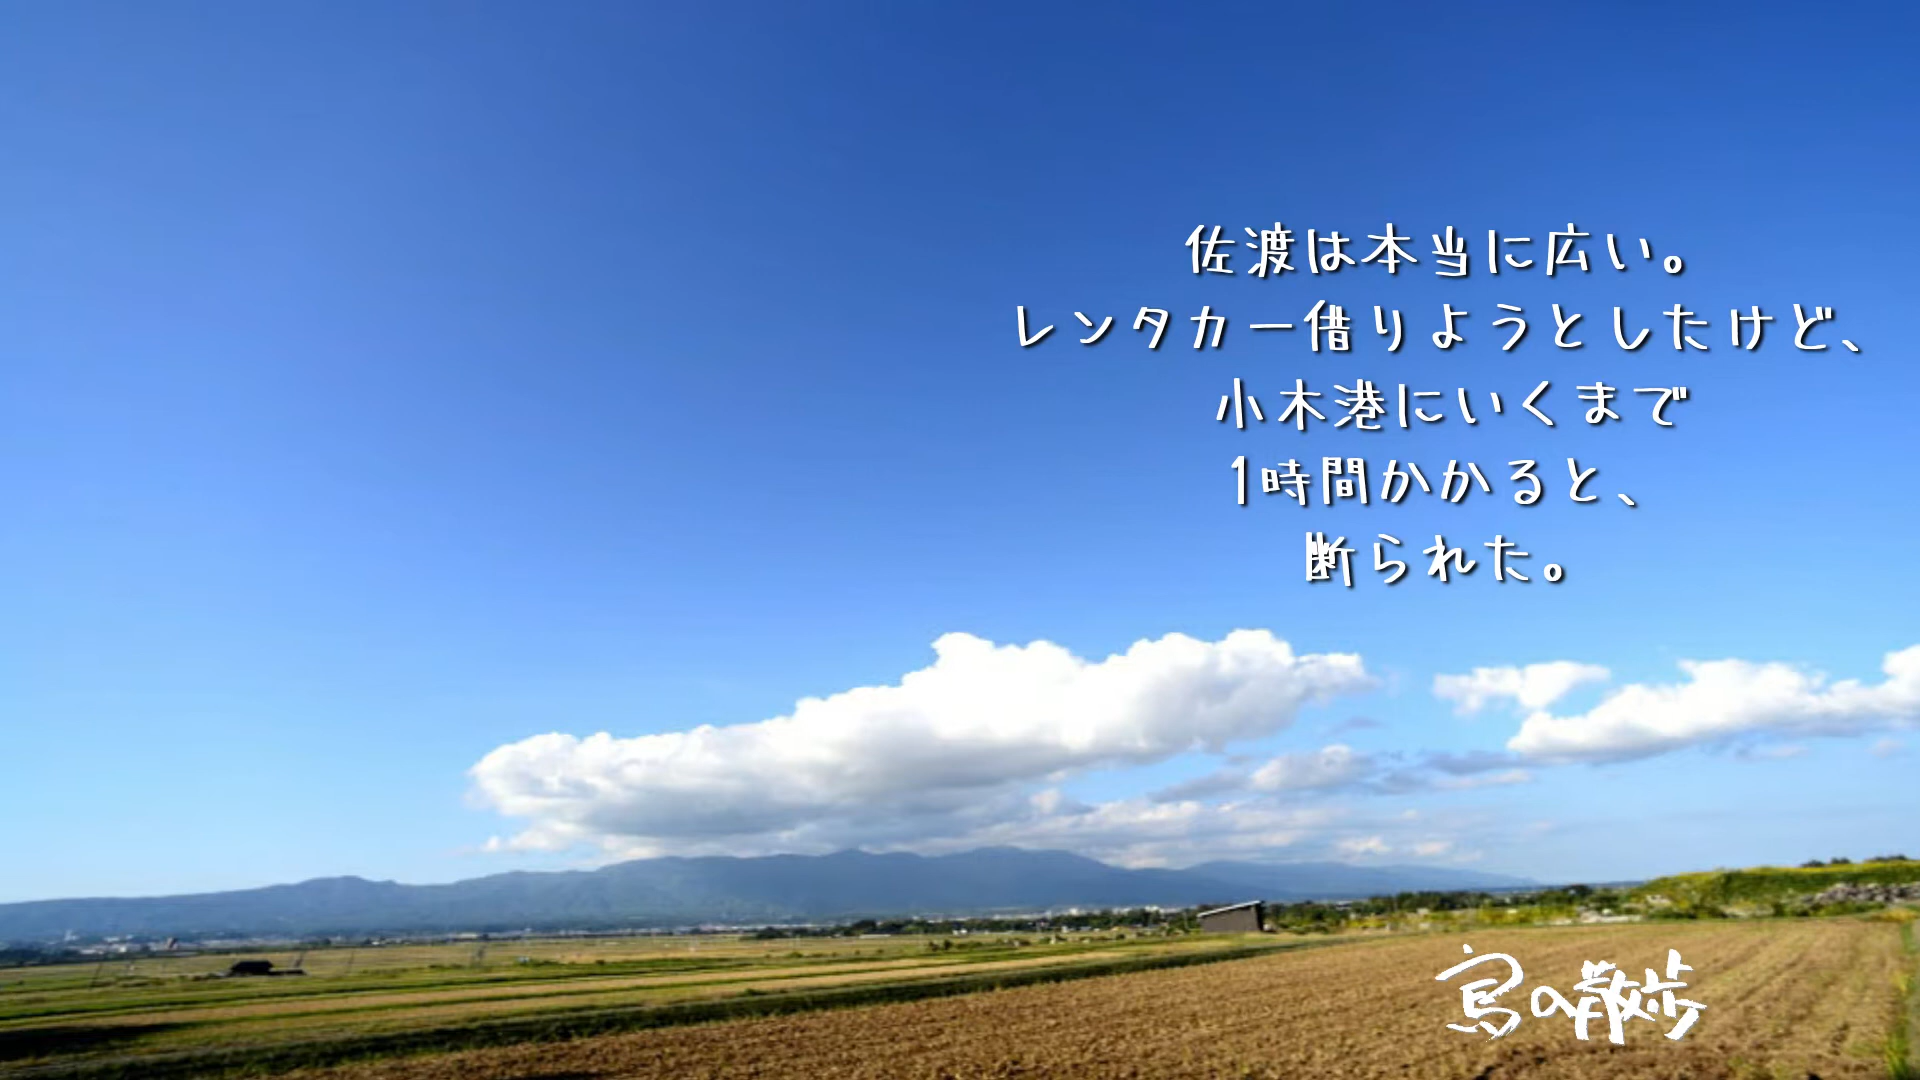 佐渡は本当に広い。
レンタカー借りようとしたけど、
小木港にいくまで
1時間かかると、
断られた。
宮の散歩